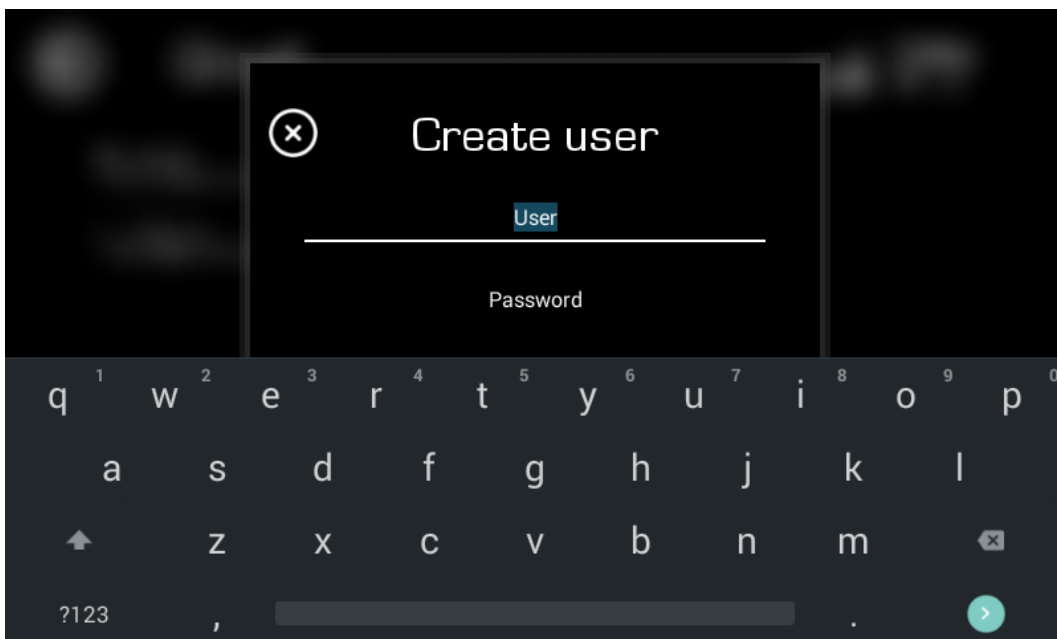 Create user
User
Password
q 1 w 2 e 3 r 4 t 5 y 6 u 7 i 8 o 9 p 0
a s d f g h j k l
z x c v b n m
?123 , .